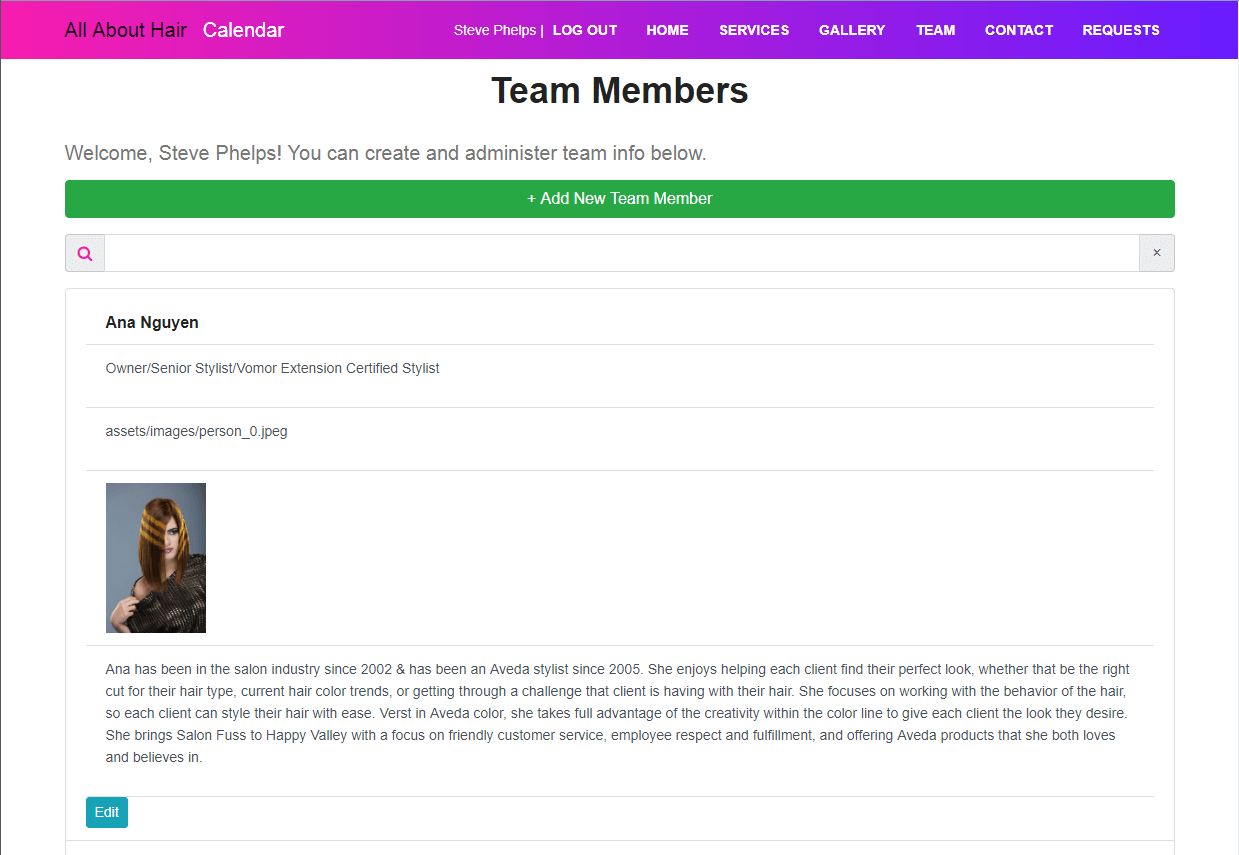 All About Hair Calendar Steve Phelps | LOG OUT HOME SERVICES GALLERY TEAM CONTACT REQUESTS
Team Members
Welcome, Steve Phelps! You can create and administer team info below.
+ Add New Team Member
×
Ana Nguyen
Owner/Senior Stylist/Vomor Extension Certified Stylist
assets/images/person_0.jpeg
Ana has been in the salon industry since 2002 & has been an Aveda stylist since 2005. She enjoys helping each client find their perfect look, whether that be the right
cut for their hair type, current hair color trends, or getting through a challenge that client is having with their hair. She focuses on working with the behavior of the hair,
so each client can style their hair with ease. Verst in Aveda color, she takes full advantage of the creativity within the color line to give each client the look they desire.
She brings Salon Fuss to Happy Valley with a focus on friendly customer service, employee respect and fulfillment, and offering Aveda products that she both loves
and believes in.
Edit